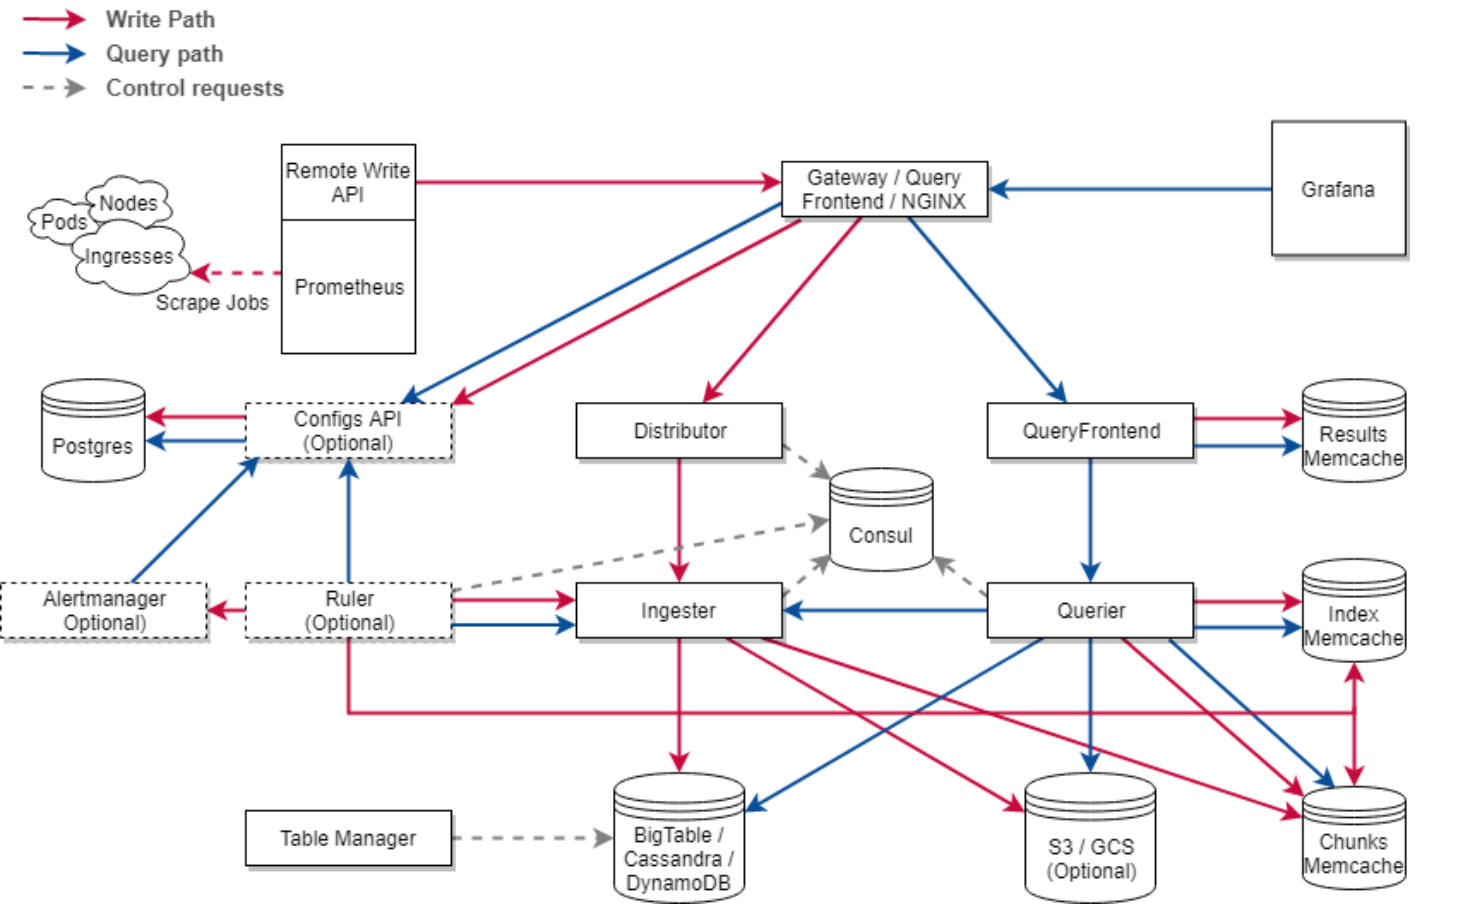 Write Path
Query path
Control requests
Remote Write
API
Prometheus
Nodes
Pods
Ingresses
Scrape Jobs
Gateway / Query
Frontend / NGINX
Grafana
Postgres
Configs API
(Optional)
Distributor
QueryFrontend
Results
Memcache
Consul
Alertmanager
Optional)
Ruler
(Optional)
Ingester
Querier
Index
Memcache
Table Manager
BigTable /
Cassandra /
DynamoDB
S3 / GCS
(Optional)
Chunks
Memcache